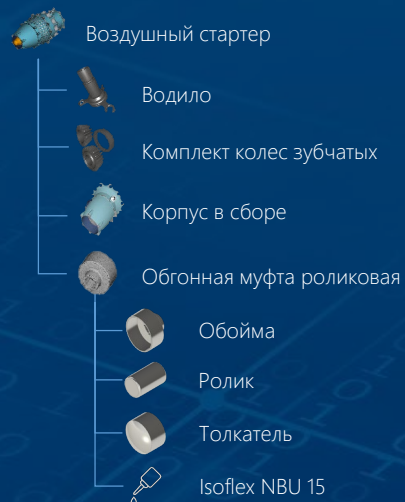 Воздушный стартер
Водило
Комплект колес зубчатых
Корпус в сборе
Обгонная муфта роликовая
Обойма
Ролик
Толкатель
Isoflex NBU 15